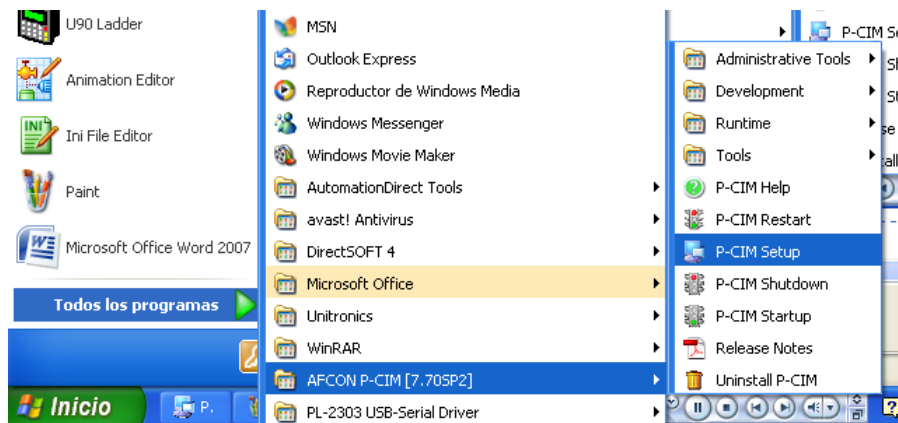 U90 Ladder
Animation Editor
Ini File Editor
INI
Paint
Microsoft Office Word 2007
Todos los programas
Inicio
P.
MSN
Outlook Express
Reproductor de Windows Media
Windows Messenger
Windows Movie Maker
AutomationDirect Tools
avast! Antivirus
DirectSOFT 4
Microsoft Office
Unitronics
WinRAR
AFCON P-CIM [7.70SP2]
PL-2303 USB-Serial Driver
Administrative Tools
Development
Runtime
Tools
P-CIM Help
P-CIM Restart
P-CIM Setup
P-CIM Shutdown
P-CIM Startup
Release Notes
Uninstall P-CIM
P-CIM Se